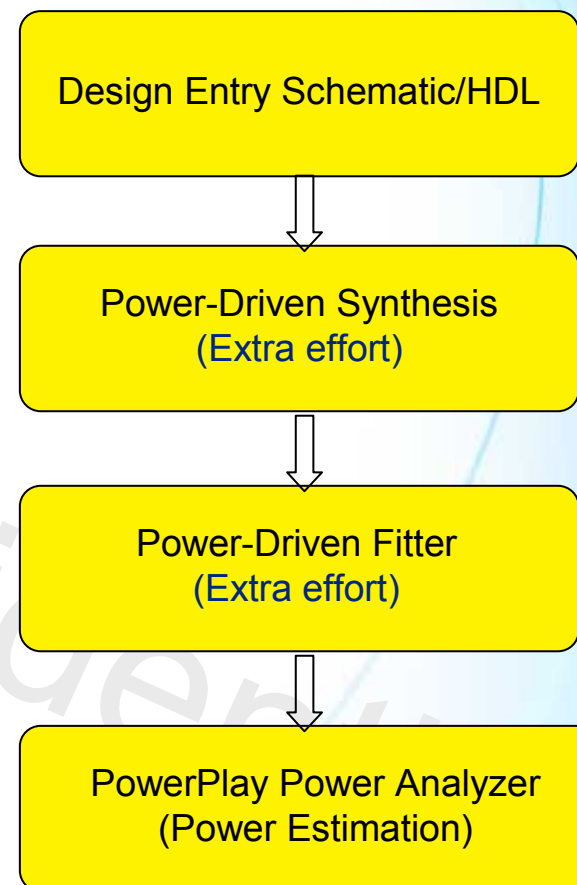 Design Entry Schematic/HDL
Power-Driven Synthesis
(Extra effort)
Power-Driven Fitter
(Extra effort)
PowerPlay Power Analyzer
(Power Estimation)